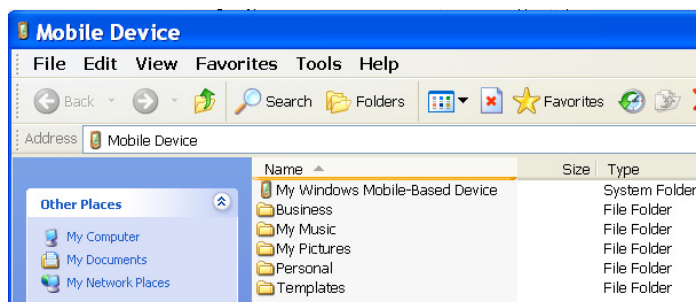 Mobile Device
File Edit View Favorites Tools Help
Back Search Folders Favorites
Address Mobile Device
Name Size Type
My Windows Mobile-Based Device System Folder
Other Places Business File Folder
My Music File Folder
My Computer My Pictures File Folder
My Documents Personal File Folder
My Network Places Templates File Folder